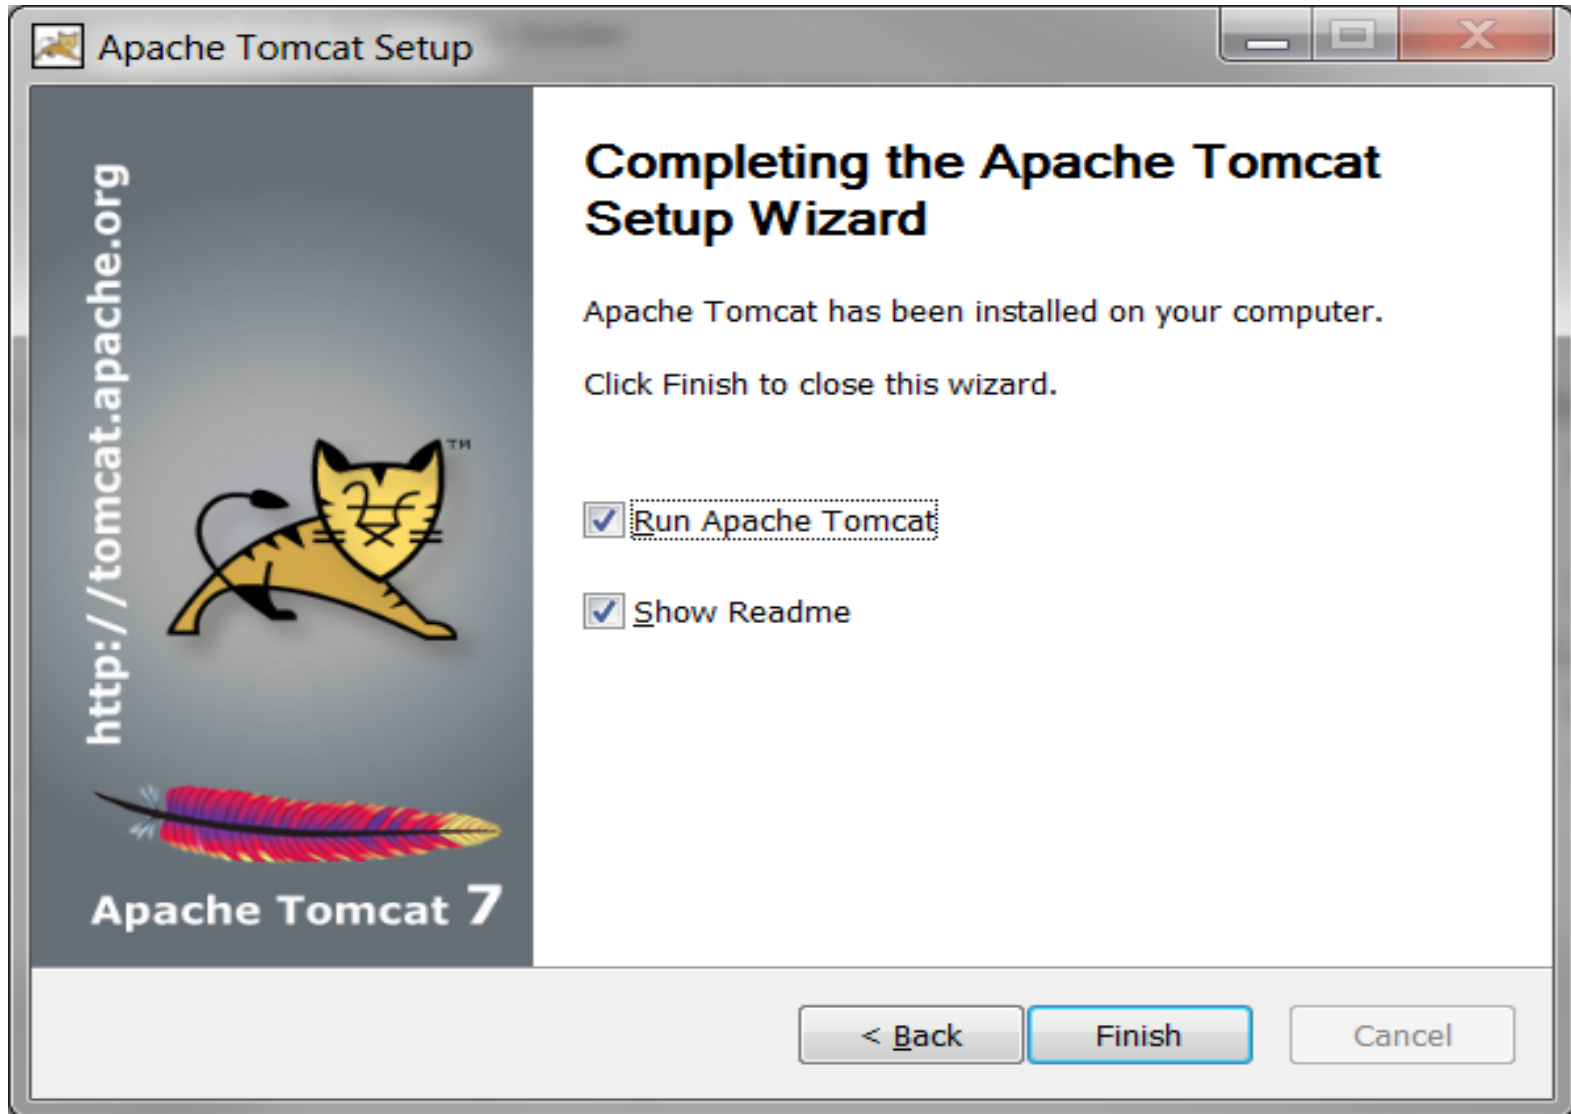 Apache Tomcat Setup
http://tomcat.apache.org
TM
Apache Tomcat 7
Completing the Apache Tomcat
Setup Wizard
Apache Tomcat has been installed on your computer.
Click Finish to close this wizard.
Run Apache Tomcat
Show Readme
< Back
Finish
Cancel